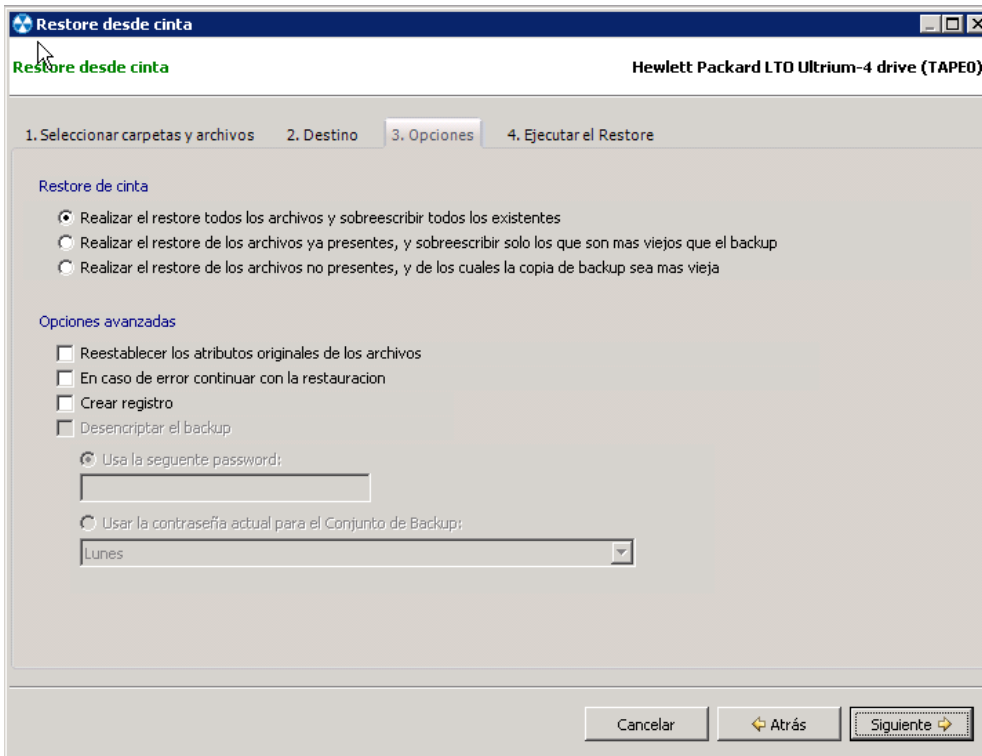 Restore desde cinta
Restore desde cinta
Hewlett Packard LTO Ultrium-4 drive (TAPE0)
1. Seleccionar carpetas y archivos 2. Destino 3. Opciones 4. Ejecutar el Restore
Restore de cinta
Realizar el restore todos los archivos y sobreescribir todos los existentes
Realizar el restore de los archivos ya presentes, y sobreescribir solo los que son mas viejos que el backup
Realizar el restore de los archivos no presentes, y de los cuales la copia de backup sea mas vieja
Opciones avanzadas
Reestablecer los atributos originales de los archivos
En caso de error continuar con la restauracion
Crear registro
Desencriptar el backup
Usa la seguente password:
Usar la contraseña actual para el Conjunto de Backup:
Lunes
Cancelar Atrás Siguiente